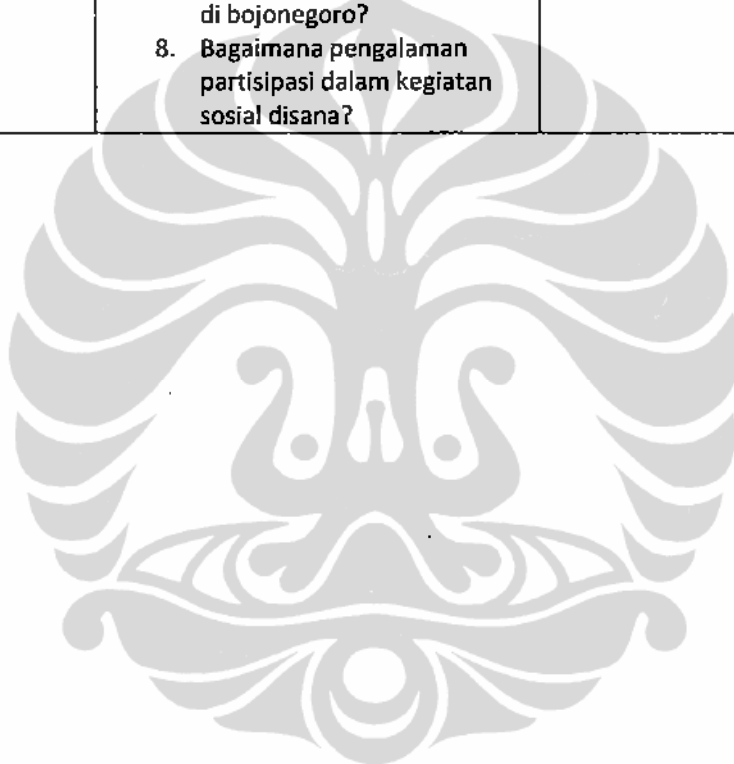 di bojonegoro?
8. Bagaimana pengalaman
partisipasi dalam kegiatan
sosial disana?